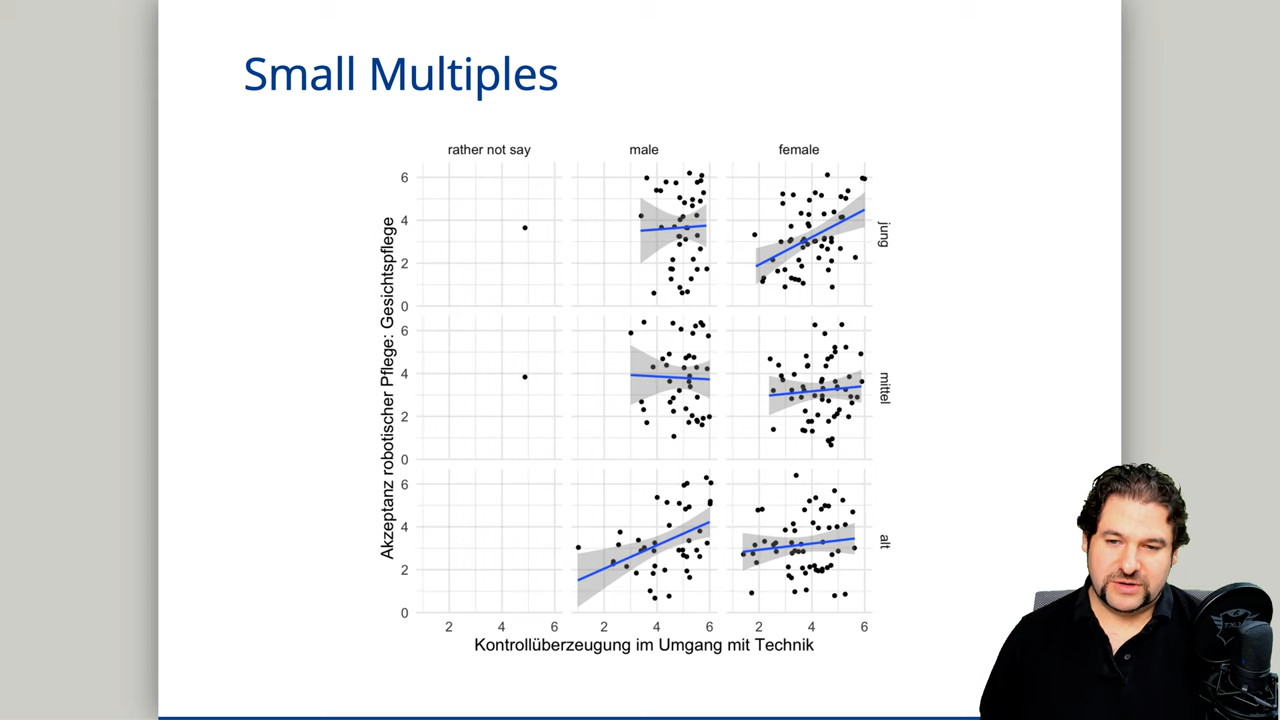 Small Multiples
rather not say male female
6
4
2
0
jung
6
4
2
0
mittel
6
4
2
0
alt
Akzeptanz robotischer Pflege: Gesichtspflege
2 4 6 2 4 6 2 4 6
Kontrollüberzeugung im Umgang mit Technik